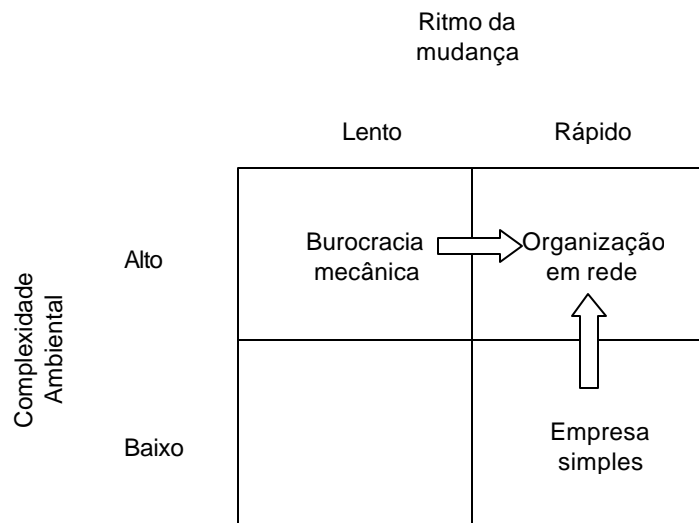 Ritmo da
mudança
Lento
Rápido
Complexidade
Ambiental
Alto
Burocracia
mecânica
Organização
em rede
Baixo
Empresa
simples